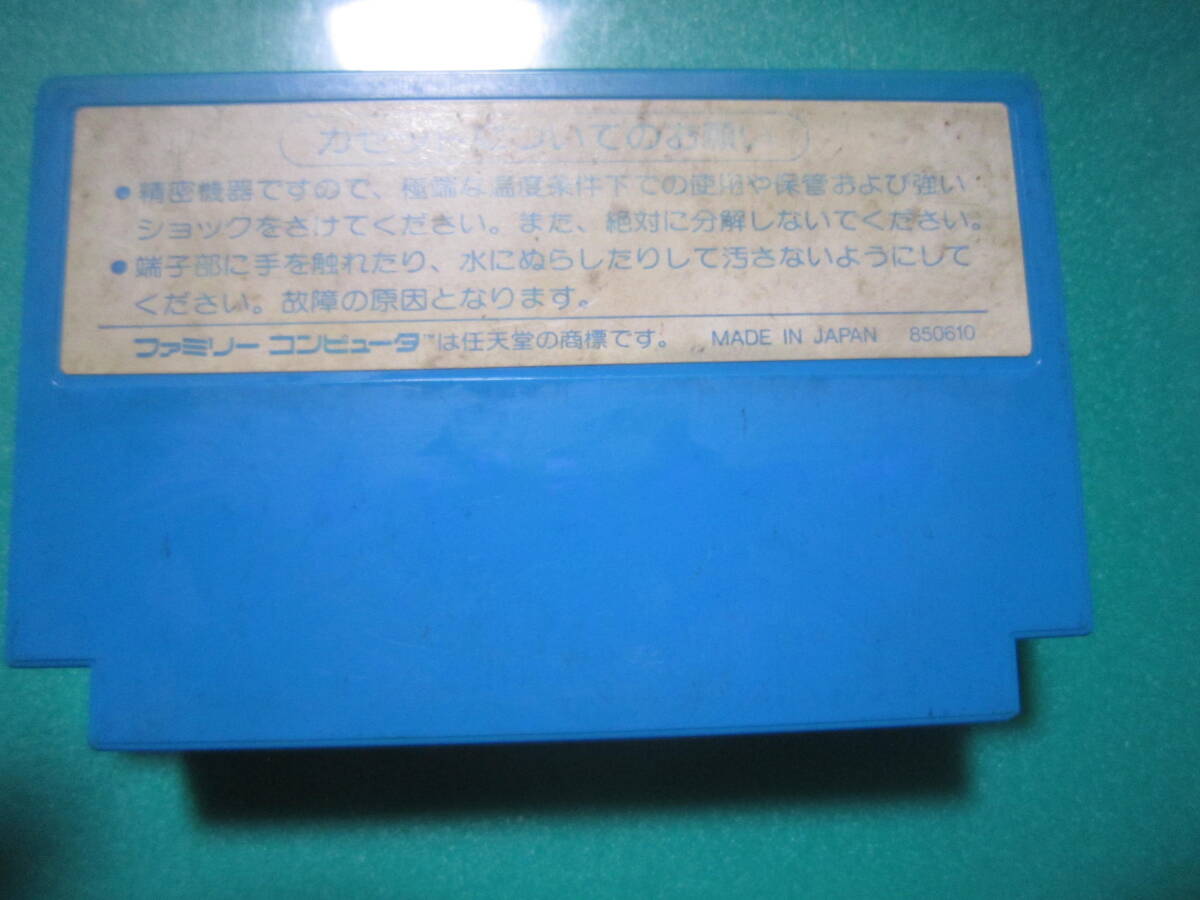 カセットについてのお願い
●精密機器ですので、極端な温度条件下での使用や保管および強い
ショックをさけてください。また、絶対に分解しないでください。
●端子部に手を触れたり、水にぬらしたりして汚さないようにして
ください。故障の原因となります。
ファミリー コンピュータ™は任天堂の商標です。 MADE IN JAPAN 850610